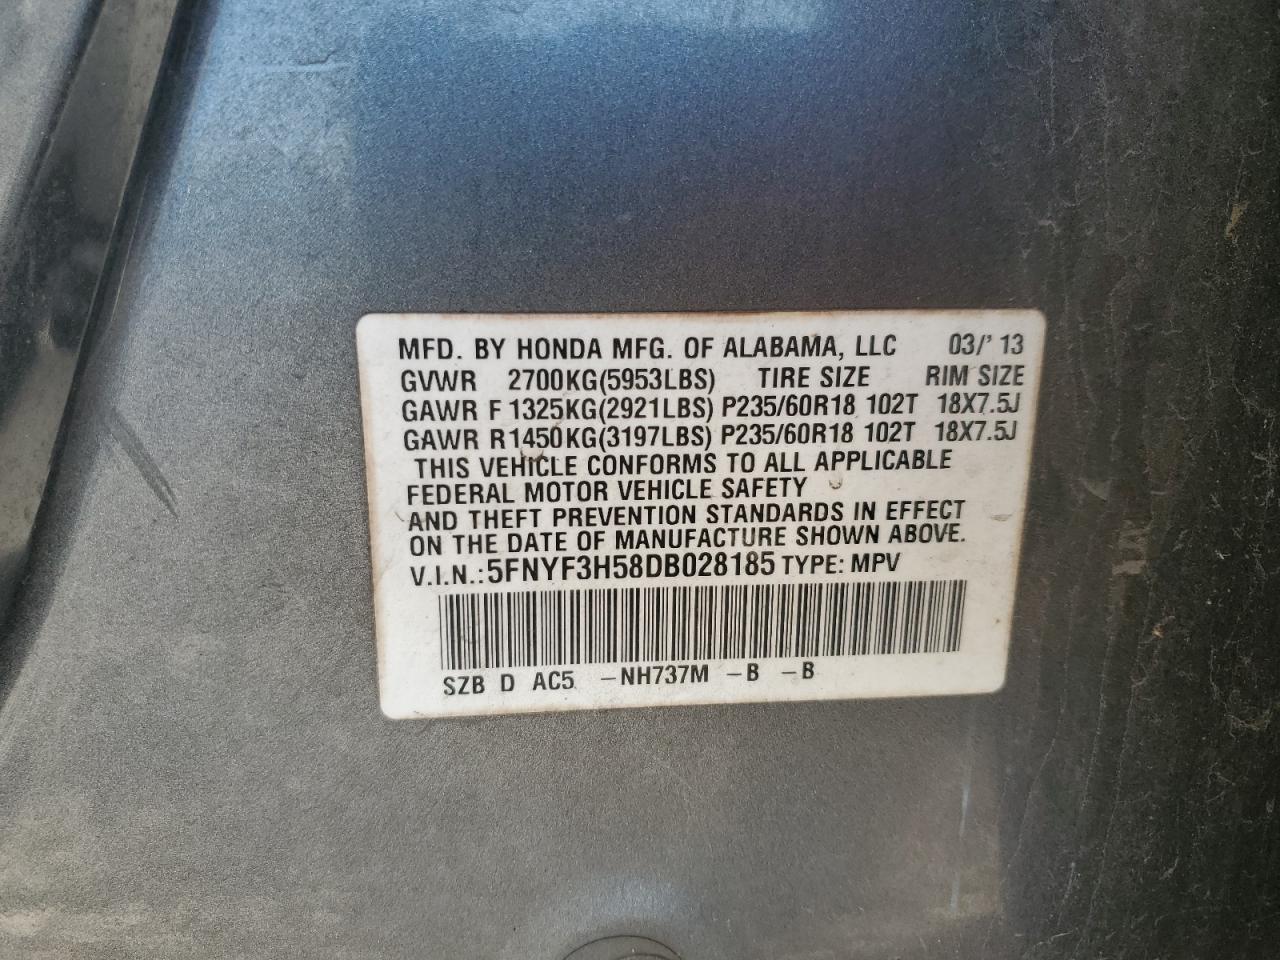 MFD. BY HONDA MFG. OF ALABAMA, LLC 03/' 13
GVWR 2700KG(5953LBS) TIRE SIZE RIM SIZE
GAWR F 1325KG(2921LBS) P235/60R18 102T 18X7.5J
GAWR R1450KG(3197LBS) P235/60R18 102T 18X7.5J
THIS VEHICLE CONFORMS TO ALL APPLICABLE
FEDERAL MOTOR VEHICLE SAFETY
AND THEFT PREVENTION STANDARDS IN EFFECT
ON THE DATE OF MANUFACTURE SHOWN ABOVE.
V.I.N.:5FNYF3H58DB028185 TYPE: MPV
SZB D AC5 -NH737M -B -B